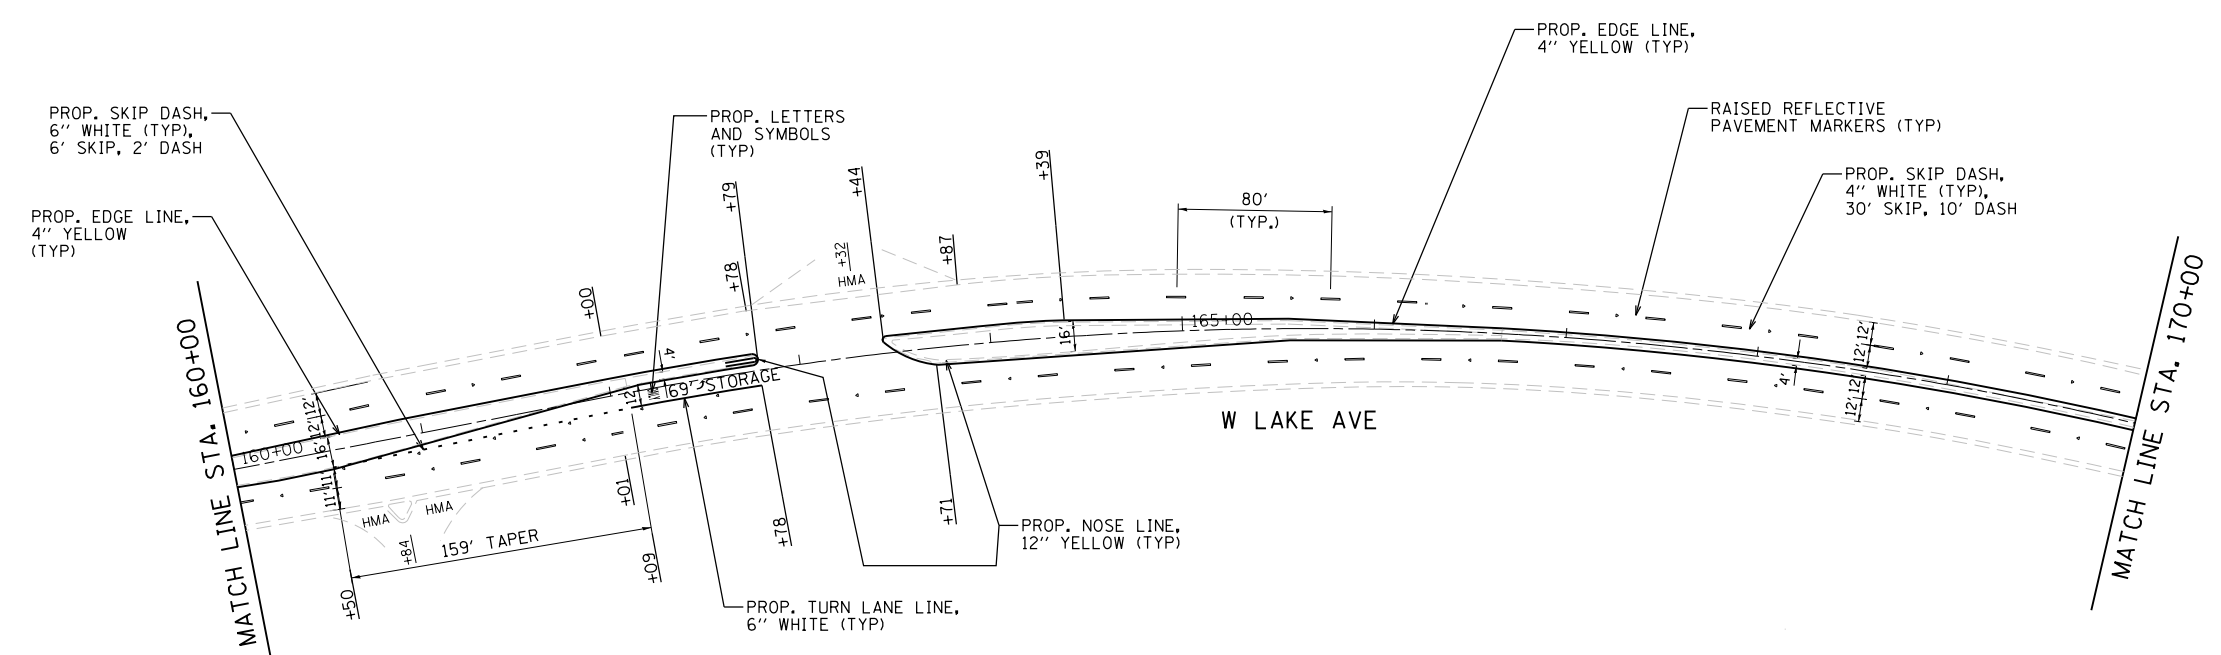 PROP. EDGE LINE,
4" YELLOW (TYP)
PROP. SKIP DASH,
6" WHITE (TYP),
6' SKIP, 2' DASH
PROP. LETTERS
AND SYMBOLS
(TYP)
RAISED REFLECTIVE
PAVEMENT MARKERS (TYP)
PROP. SKIP DASH,
4" WHITE (TYP),
30' SKIP, 10' DASH
PROP. EDGE LINE,
4" YELLOW
(TYP)
+79
+44
+39
80'
(TYP.)
+78
+32
+87
HMA
+00
MATCH LINE STA. 160+00
160+00
12'
12'
16'
11'
11'
4'
12'
69' STORAGE
16'
165+00
4'
12'
12'
12'
12'
W LAKE AVE
MATCH LINE STA. 170+00
HMA
HMA
+84
159' TAPER
+50
+01
+09
+78
+71
PROP. NOSE LINE,
12" YELLOW (TYP)
PROP. TURN LANE LINE,
6" WHITE (TYP)